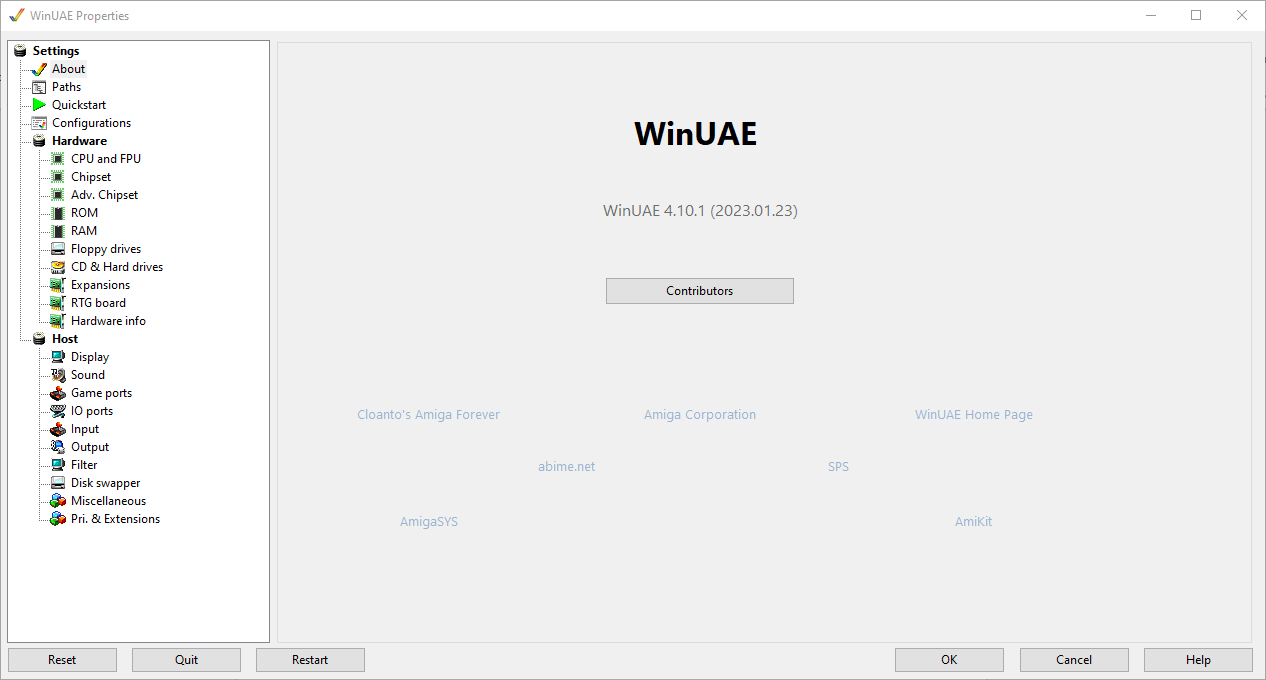 WinUAE Properties
Settings
About
Paths
Quickstart
Configurations
Hardware
CPU and FPU
Chipset
Adv. Chipset
ROM
RAM
Floppy drives
CD & Hard drives
Expansions
RTG board
Hardware info
Host
Display
Sound
Game ports
IO ports
Input
Output
Filter
Disk swapper
Miscellaneous
Pri. & Extensions
WinUAE
WinUAE 4.10.1 (2023.01.23)
Contributors
Cloanto's Amiga Forever Amiga Corporation WinUAE Home Page
abime.net SPS
AmigaSYS AmiKit
Reset Quit Restart OK Cancel Help